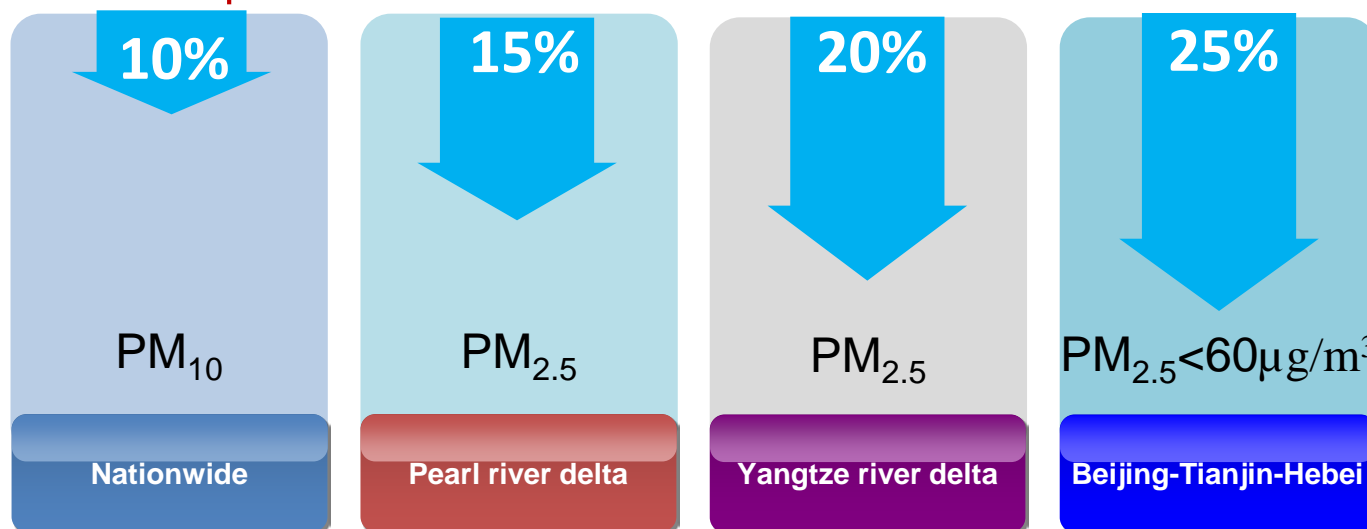 10%
15%
20%
25%
PM₁₀
PM₂.₅
PM₂.₅
PM₂.₅<60μg/m³
Nationwide
Pearl river delta
Yangtze river delta
Beijing-Tianjin-Hebei